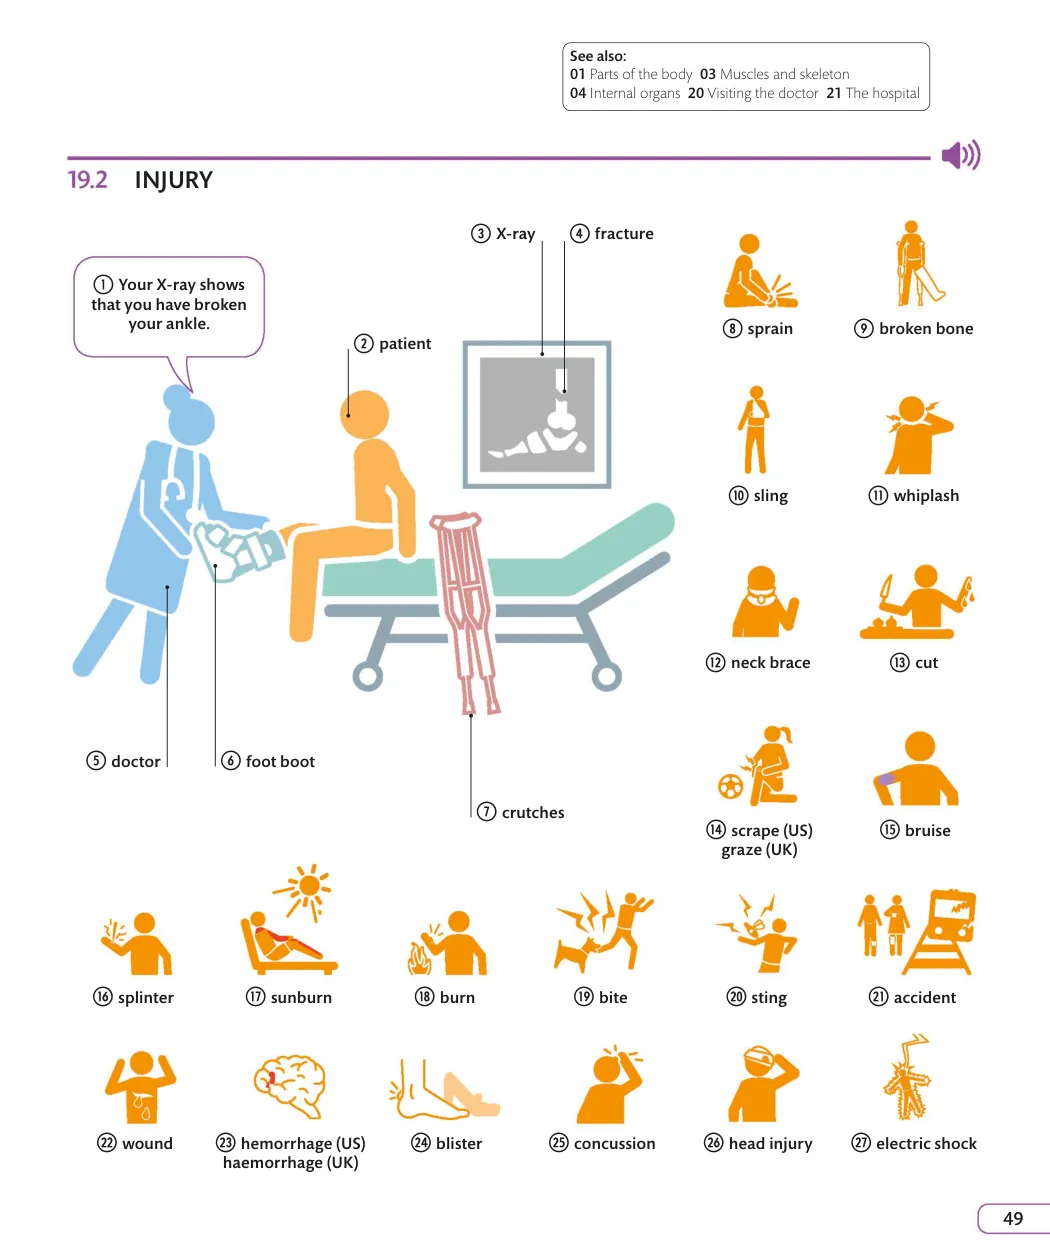 See also:
01 Parts of the body 03 Muscles and skeleton
04 Internal organs 20 Visiting the doctor 21 The hospital
19.2 INJURY
① Your X-ray shows
that you have broken
your ankle.
② patient
③ X-ray
④ fracture
⑤ doctor
⑥ foot boot
⑦ crutches
⑧ sprain
⑨ broken bone
⑩ sling
⑪ whiplash
⑫ neck brace
⑬ cut
⑭ scrape (US)
graze (UK)
⑮ bruise
⑯ splinter
⑰ sunburn
⑱ burn
⑲ bite
⑳ sting
㉑ accident
㉒ wound
㉓ hemorrhage (US)
haemorrhage (UK)
㉔ blister
㉕ concussion
㉖ head injury
㉗ electric shock
49